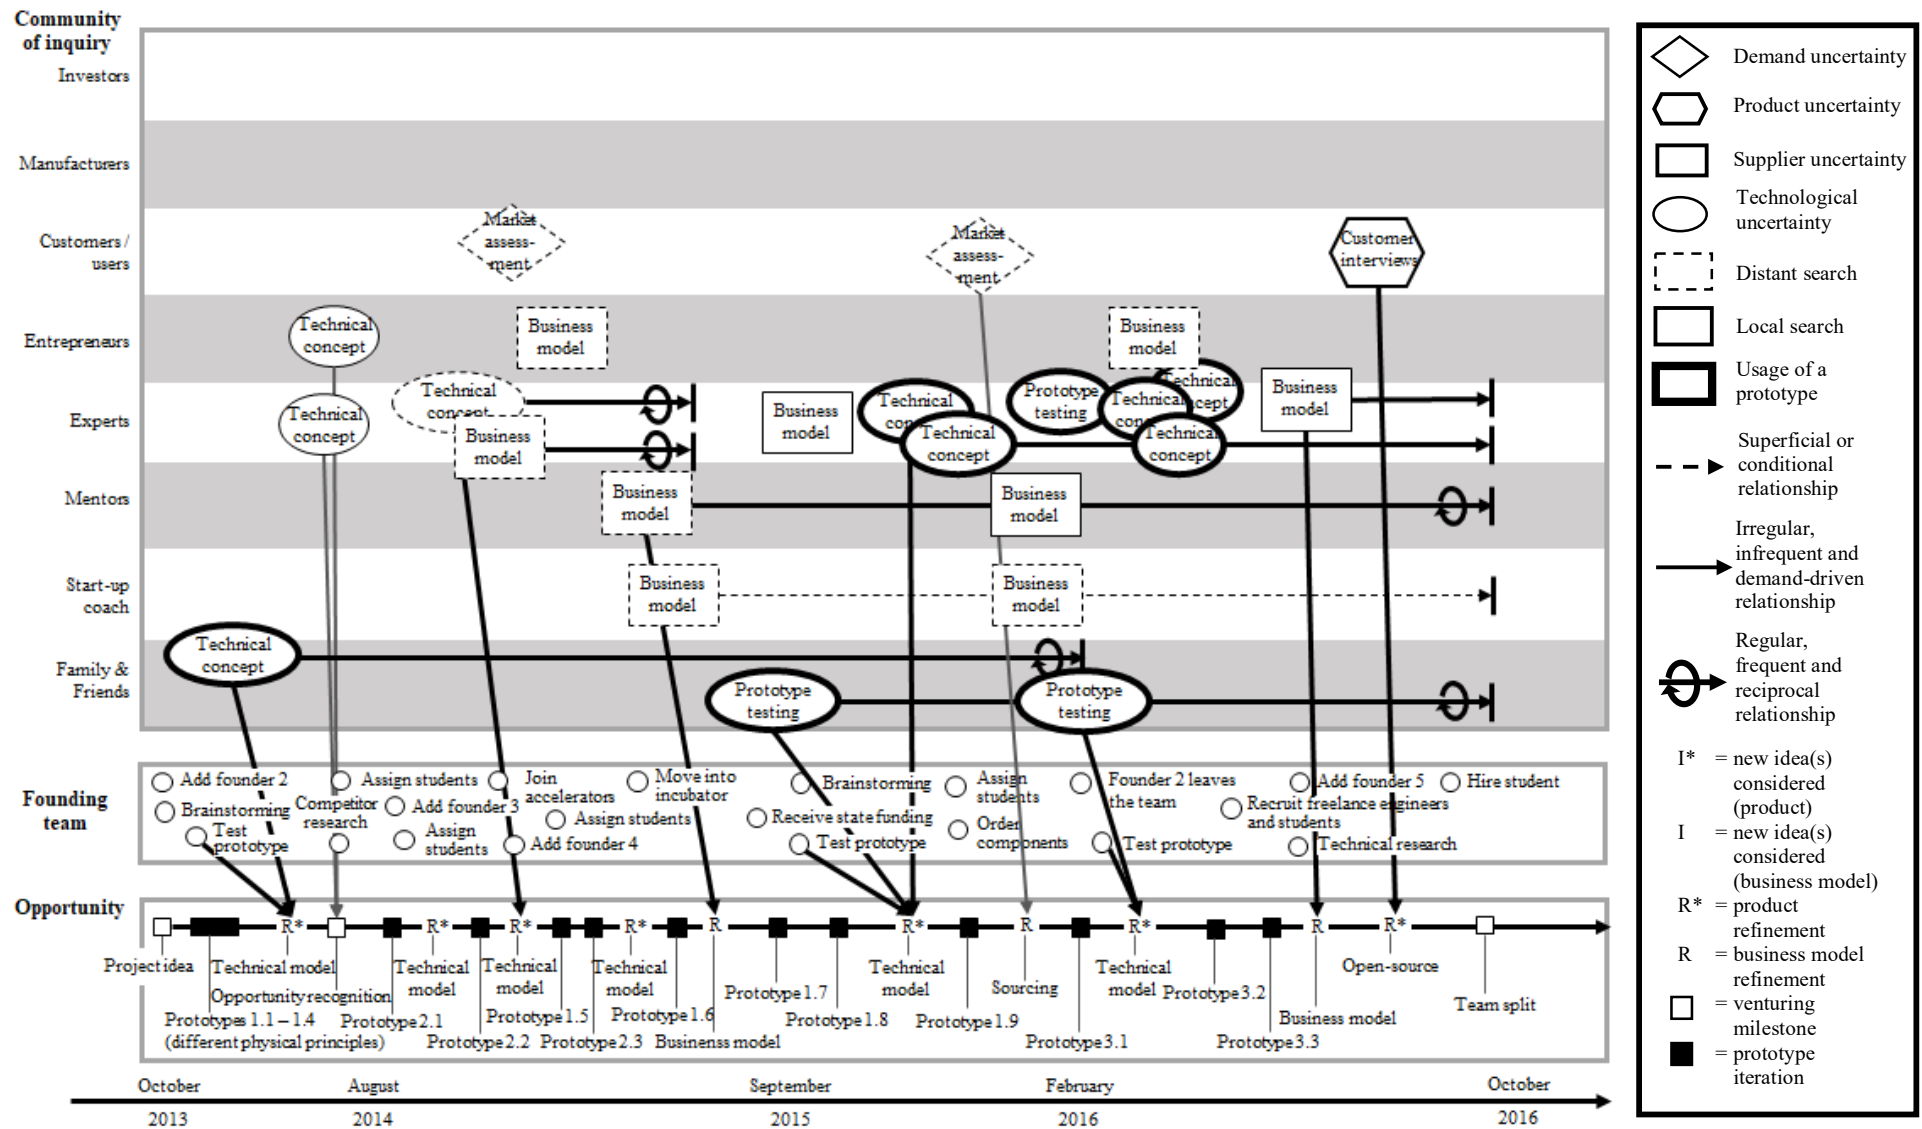 Community
of inquiry
Investors
Manufacturers
Customers /
users
Entrepreneurs
Experts
Mentors
Start-up
coach
Family &
Friends
Market
assess-
ment
Market
assess-
ment
Customer
interviews
Technical
concept
Business
model
Business
model
Technical
concept
Technical
concept
Business
model
Business
model
Technical
con
Technical
concept
Prototype
testing
Technical
con
Technical
cept
Technical
concept
Business
model
Business
model
Business
model
Business
model
Business
model
Technical
concept
Prototype
testing
Prototype
testing
Founding
team
Add founder 2
Brainstorming
Test
prototype
Assign students
Competitor
research
Add founder 3
Assign
students
Join
accelerators
Assign students
Add founder 4
Move into
incubator
Brainstorming
Receive state funding
Test prototype
Assign
students
Order
components
Founder 2 leaves
the team
Test prototype
Add founder 5
Recruit freelance engineers
and students
Technical research
Hire student
Opportunity
R* R* R* R* R R* R R* R R*
Project idea
Technical model
Opportunity recognition
Prototypes 1.1 – 1.4
(different physical principles)
Technical
model
Prototype 2.1
Technical
model
Prototype 2.2
Prototype 1.5
Prototype 2.3
Technical
model
Prototype 1.6
Businenss model
Prototype 1.7
Prototype 1.8
Technical
model
Prototype 1.9
Sourcing
Prototype 3.1
Technical
model
Prototype 3.2
Prototype 3.3
Business model
Open-source
Team split
October
2013
August
2014
September
2015
February
2016
October
2016
Demand uncertainty
Product uncertainty
Supplier uncertainty
Technological
uncertainty
Distant search
Local search
Usage of a
prototype
Superficial or
conditional
relationship
Irregular,
infrequent and
demand-driven
relationship
Regular,
frequent and
reciprocal
relationship
I* = new idea(s)
considered
(product)
I = new idea(s)
considered
(business model)
R* = product
refinement
R = business model
refinement
= venturing
milestone
= prototype
iteration